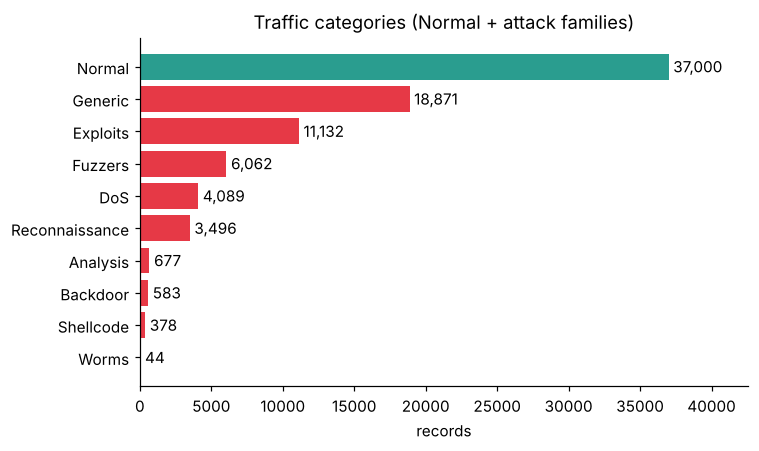 Traffic categories (Normal + attack families)
Normal 37,000
Generic 18,871
Exploits 11,132
Fuzzers 6,062
DoS 4,089
Reconnaissance 3,496
Analysis 677
Backdoor 583
Shellcode 378
Worms 44
0 5000 10000 15000 20000 25000 30000 35000 40000
records